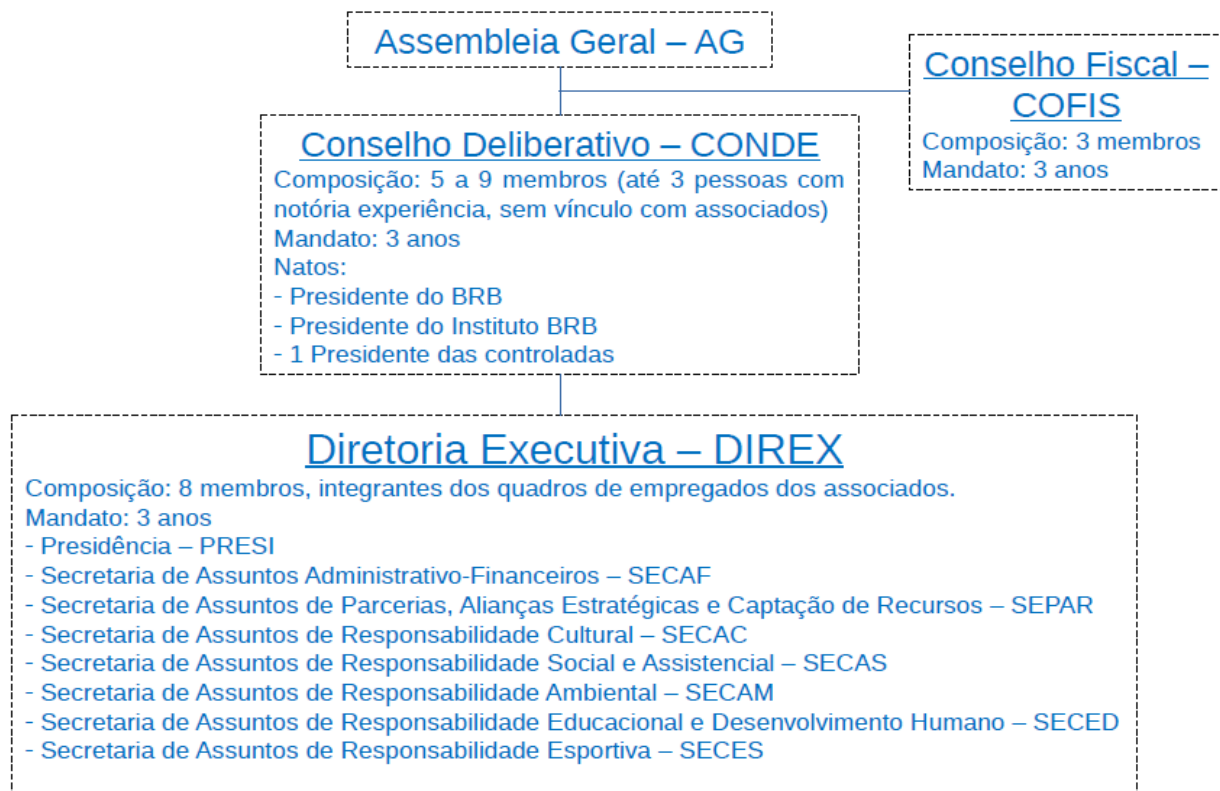 Assembleia Geral – AG
Conselho Fiscal –
COFIS
Composição: 3 membros
Mandato: 3 anos
Conselho Deliberativo – CONDE
Composição: 5 a 9 membros (até 3 pessoas com
notória experiência, sem vínculo com associados)
Mandato: 3 anos
Natos:
- Presidente do BRB
- Presidente do Instituto BRB
- 1 Presidente das controladas
Diretoria Executiva – DIREX
Composição: 8 membros, integrantes dos quadros de empregados dos associados.
Mandato: 3 anos
- Presidência – PRESI
- Secretaria de Assuntos Administrativo-Financeiros – SECAF
- Secretaria de Assuntos de Parcerias, Alianças Estratégicas e Captação de Recursos – SEPAR
- Secretaria de Assuntos de Responsabilidade Cultural – SECAC
- Secretaria de Assuntos de Responsabilidade Social e Assistencial – SECAS
- Secretaria de Assuntos de Responsabilidade Ambiental – SECAM
- Secretaria de Assuntos de Responsabilidade Educacional e Desenvolvimento Humano – SECED
- Secretaria de Assuntos de Responsabilidade Esportiva – SECES